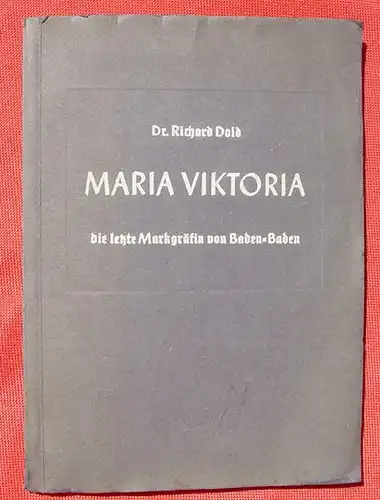 Dr. Richard Dold
MARIA VIKTORIA
die letzte Markgräfin von Baden-Baden